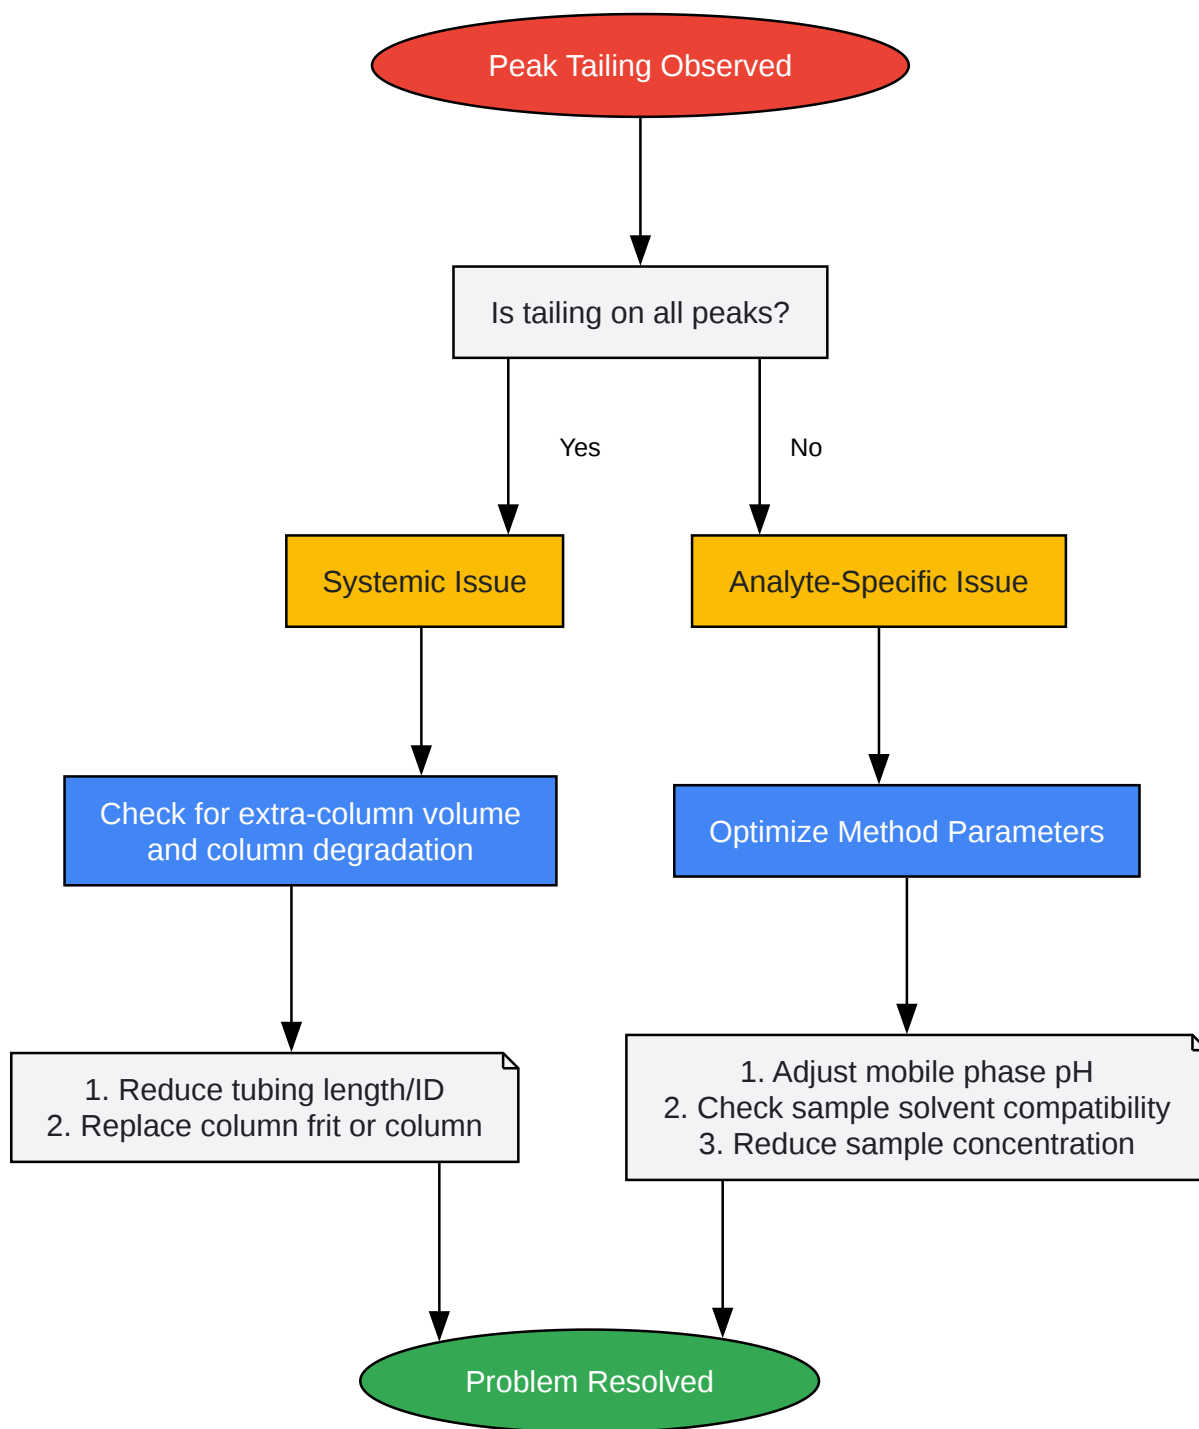 Peak Tailing Observed
Is tailing on all peaks?
Yes
No
Systemic Issue
Analyte-Specific Issue
Check for extra-column volume
and column degradation
Optimize Method Parameters
1. Reduce tubing length/ID
2. Replace column frit or column
1. Adjust mobile phase pH
2. Check sample solvent compatibility
3. Reduce sample concentration
Problem Resolved